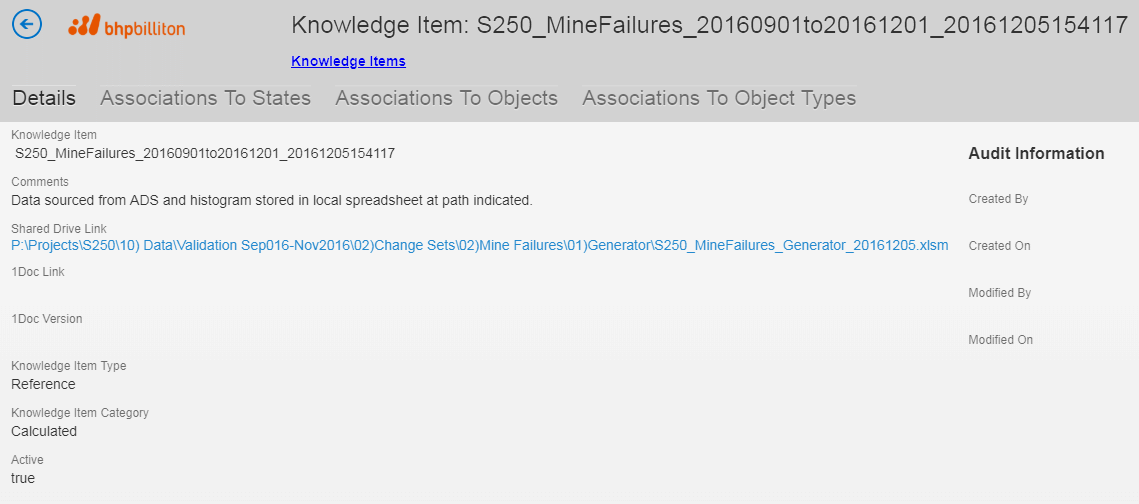 bhpbilliton
Knowledge Item: S250_MineFailures_20160901to20161201_20161205154117
Knowledge Items
Details Associations To States Associations To Objects Associations To Object Types
Knowledge Item
S250_MineFailures_20160901to20161201_20161205154117
Comments
Data sourced from ADS and histogram stored in local spreadsheet at path indicated.
Shared Drive Link
P:\Projects\S250\10) Data\Validation Sep016-Nov2016\02)Change Sets\02)Mine Failures\01)Generator\S250_MineFailures_Generator_20161205.xlsm
1Doc Link
1Doc Version
Knowledge Item Type
Reference
Knowledge Item Category
Calculated
Active
true
Audit Information
Created By
Created On
Modified By
Modified On